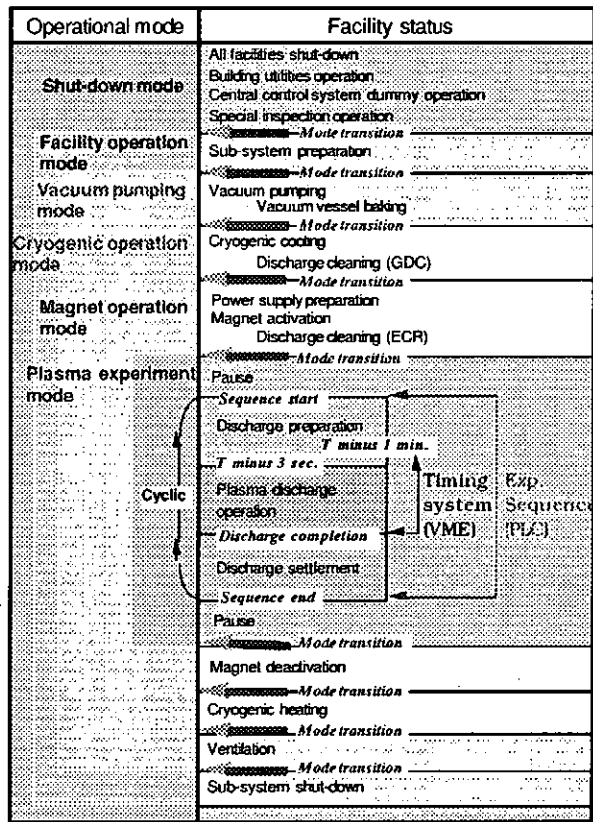 Operational mode
Facility status
Shut-down mode
All facilities shut-down
Building utilities operation
Central control system dummy operation
Special inspection operation
Mode transition
Facility operation
mode
Sub-system preparation
Mode transition
Vacuum pumping
mode
Vacuum pumping
Vacuum vessel baking
Mode transition
Cryogenic operation
mode
Cryogenic cooling
Discharge cleaning (GDC)
Mode transition
Magnet operation
mode
Power supply preparation
Magnet activation
Discharge cleaning (ECR)
Mode transition
Plasma experiment
mode
Pause
Sequence start
Discharge preparation
T minus 1 min.
T minus 3 sec.
Cyclic
Plasma discharge
operation
Timing
system
(VME)
Exp.
Sequence
(PLC)
Discharge completion
Discharge settlement
Sequence end
Pause
Mode transition
Magnet deactivation
Mode transition
Cryogenic heating
Mode transition
Ventilation
Mode transition
Sub-system shut-down